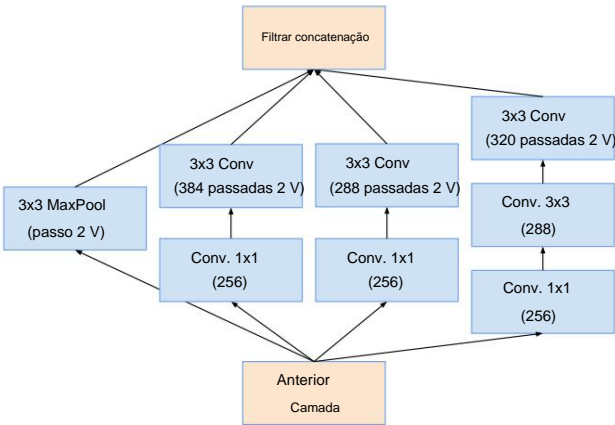 Filtrar concatenação
3x3 Conv
(320 passadas 2 V)
3x3 Conv
(384 passadas 2 V)
3x3 Conv
(288 passadas 2 V)
3x3 MaxPool
(passo 2 V)
Conv. 3x3
(288)
Conv. 1x1
(256)
Conv. 1x1
(256)
Conv. 1x1
(256)
Anterior
Camada